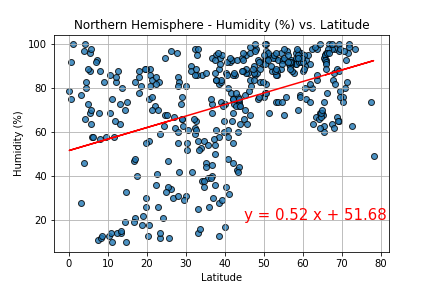 Northern Hemisphere - Humidity (%) vs. Latitude
100
80
60
40
20
Humidity (%)
y = 0.52 x + 51.68
0 10 20 30 40 50 60 70 80
Latitude